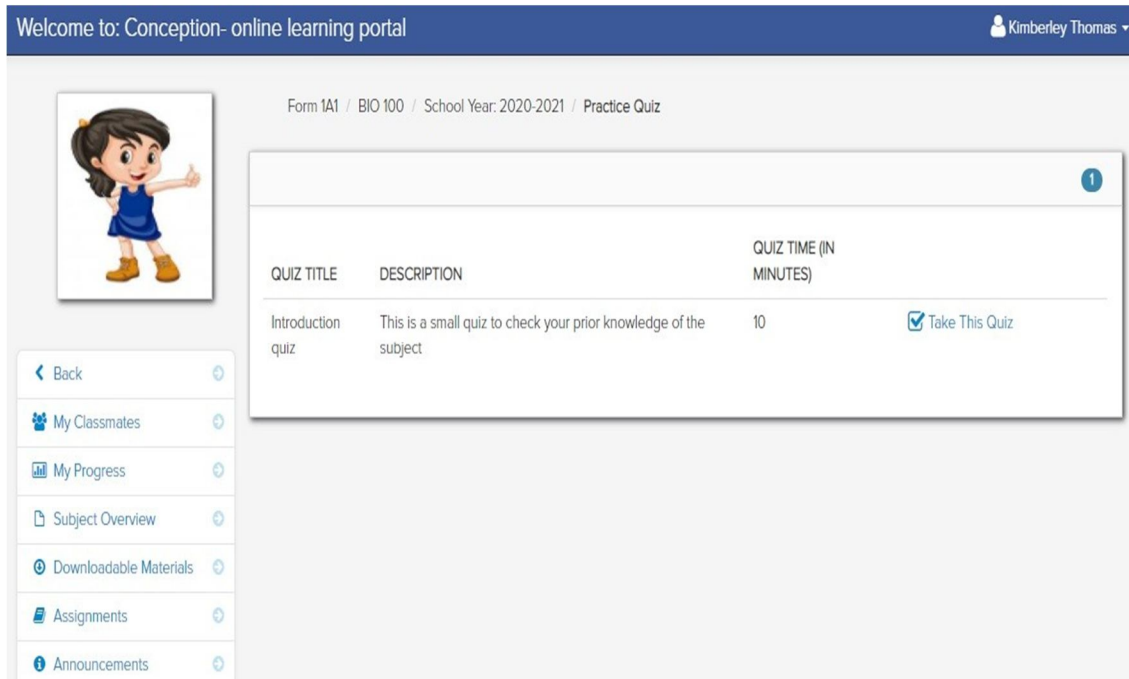 Welcome to: Conception- online learning portal
Kimberley Thomas
Form 1A1 / BIO 100 / School Year: 2020-2021 / Practice Quiz
1
QUIZ TITLE
DESCRIPTION
QUIZ TIME (IN
MINUTES)
Introduction
quiz
This is a small quiz to check your prior knowledge of the
subject
10
Take This Quiz
Back
My Classmates
My Progress
Subject Overview
Downloadable Materials
Assignments
Announcements